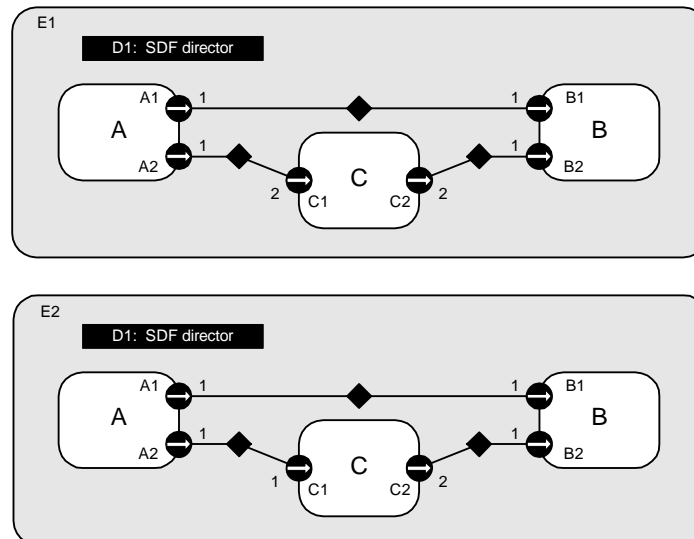 E1
D1: SDF director
A1 1 1 B1
A B
1 1
A2 C B2
2 C1 C2 2
E2
D1: SDF director
A1 1 1 B1
A B
1 1
A2 C B2
1 C1 C2 2